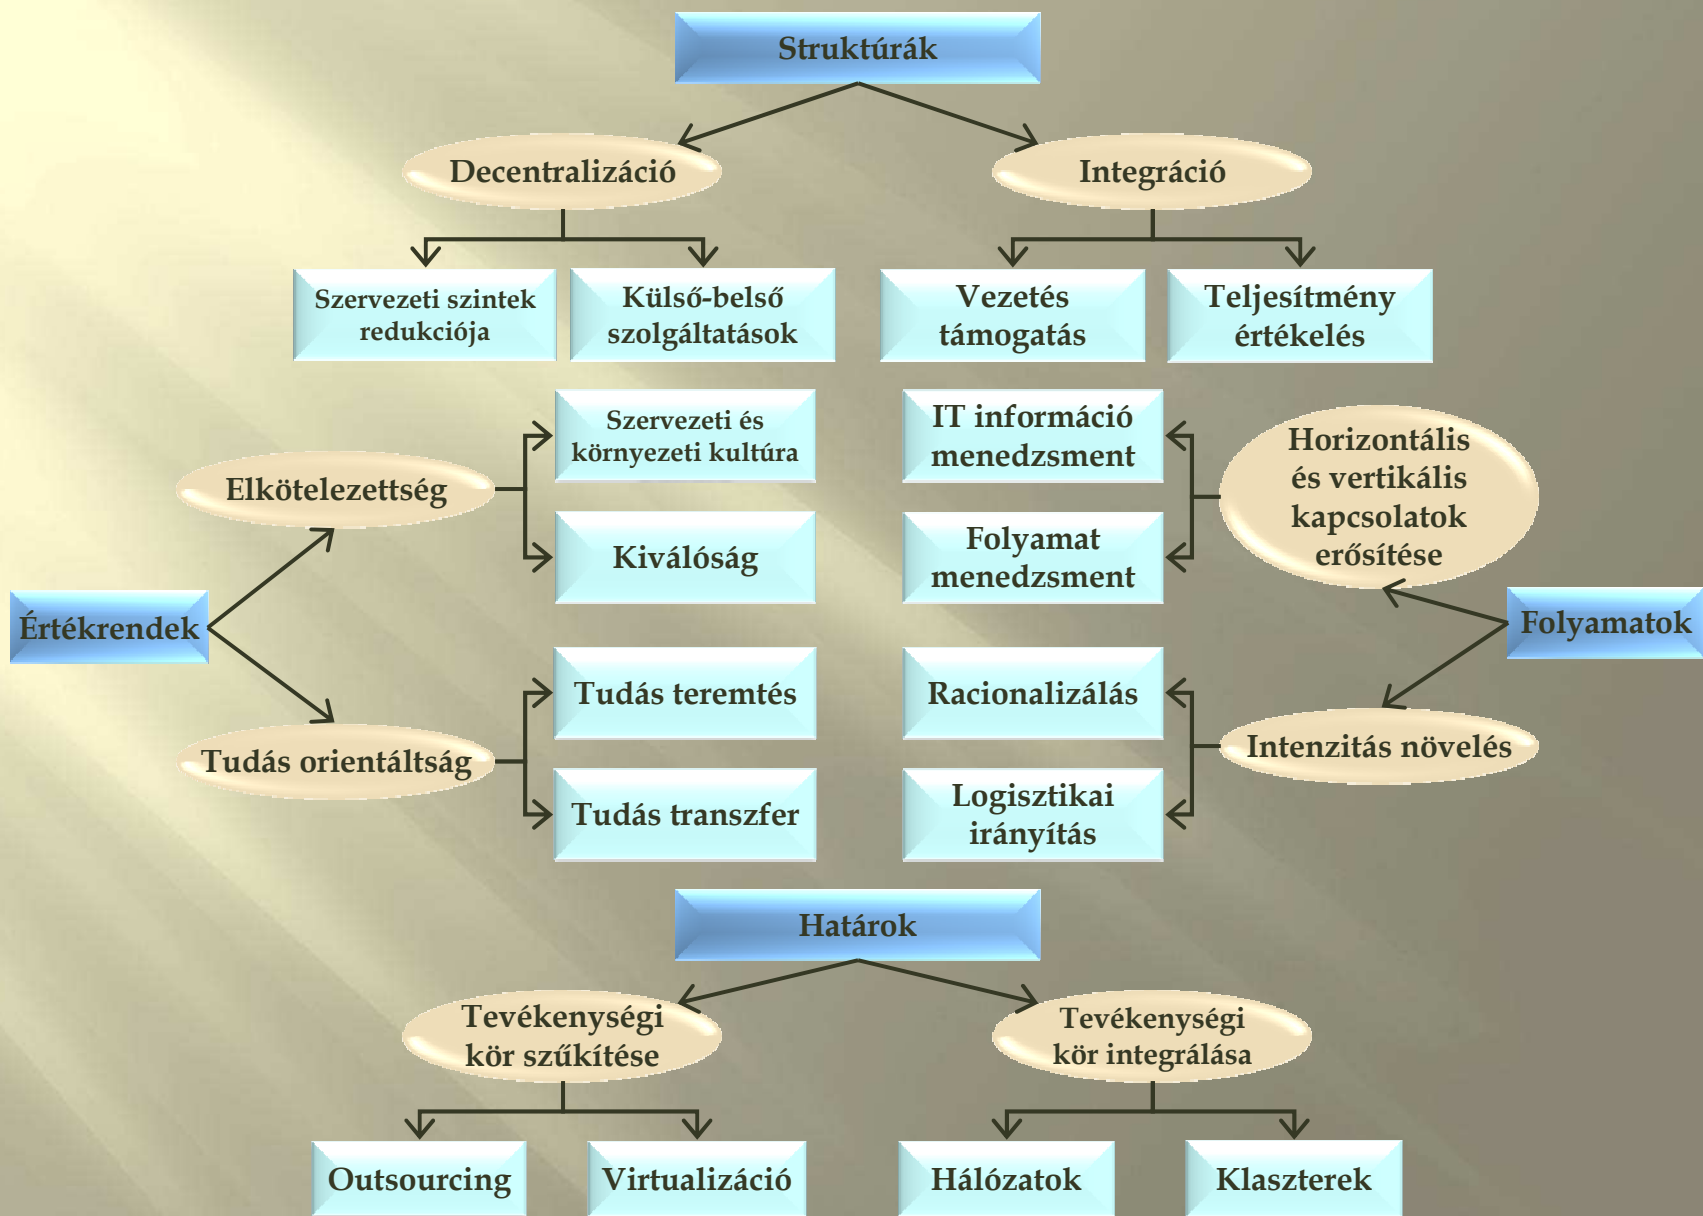 Struktúrák
Decentralizáció
Integráció
Szervezeti szintek
redukciója
Külső-belső
szolgáltatások
Vezetés
támogatás
Teljesítmény
értékelés
Szervezeti és
környezeti kultúra
IT információ
menedzsment
Horizontális
és vertikális
kapcsolatok
erősítése
Elkötelezettség
Kiválóság
Folyamat
menedzsment
Értékrendek
Folyamatok
Tudás teremtés
Racionalizálás
Tudás orientáltság
Intenzitás növelés
Tudás transzfer
Logisztikai
irányítás
Határok
Tevékenységi
kör szűkítése
Tevékenységi
kör integrálása
Outsourcing
Virtualizáció
Hálózatok
Klaszterek